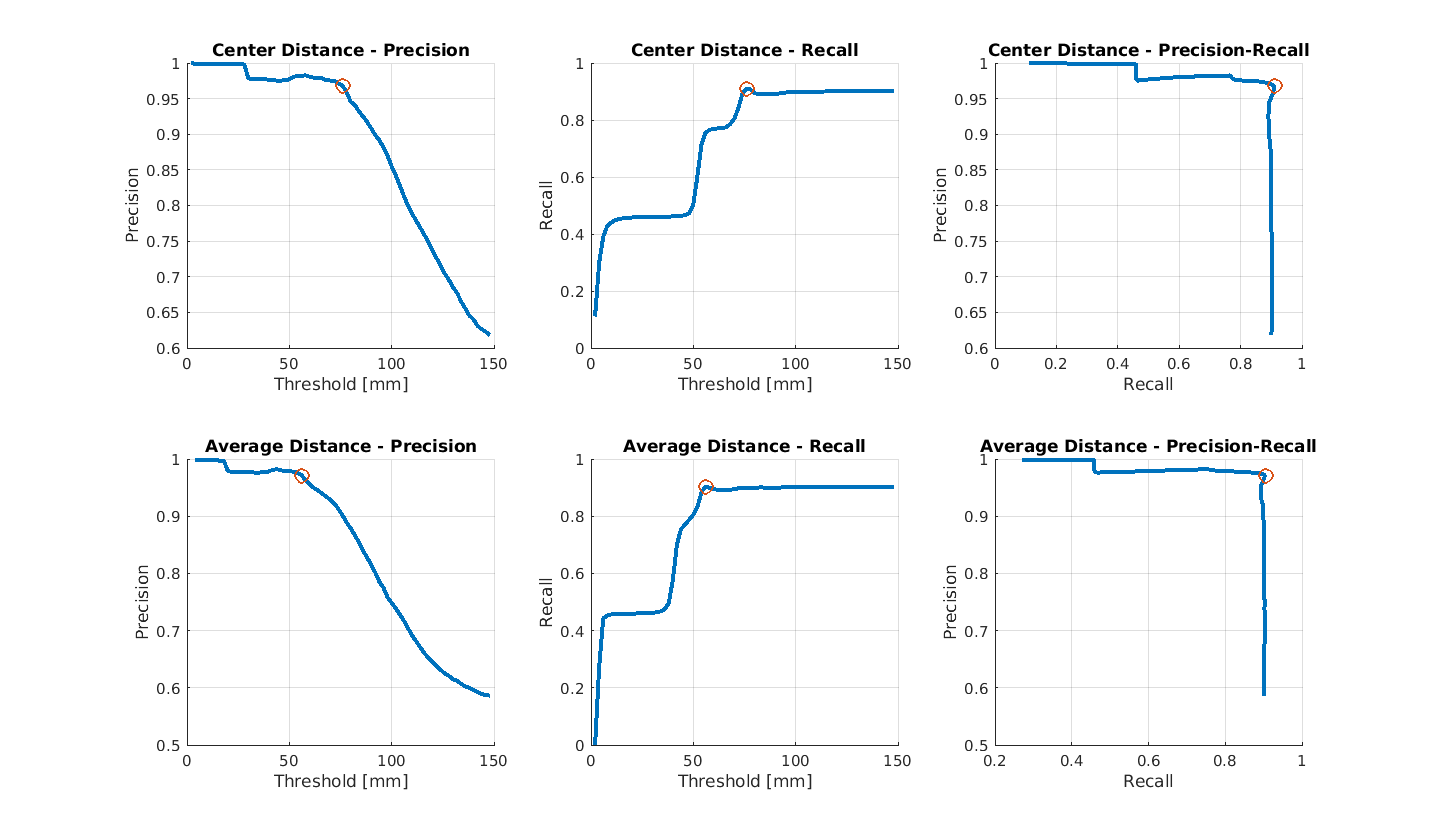 Center Distance - Precision
1
0.95
0.9
0.85
0.8
0.75
0.7
0.65
0.6
Precision
0 50 100 150
Threshold [mm]
Center Distance - Recall
0.8
0.6
0.4
0.2
0
Recall
0 50 100 150
Threshold [mm]
Center Distance - Precision-Recall
1
0.95
0.9
0.85
0.8
0.75
0.7
0.65
0.6
Precision
0 0.2 0.4 0.6 0.8 1
Recall
Average Distance - Precision
1
0.9
0.8
0.7
0.6
0.5
Precision
0 50 100 150
Threshold [mm]
Average Distance - Recall
1
0.8
0.6
0.4
0.2
0
Recall
0 50 100 150
Threshold [mm]
Average Distance - Precision-Recall
1
0.9
0.8
0.7
0.6
0.5
Precision
0.2 0.4 0.6 0.8 1
Recall